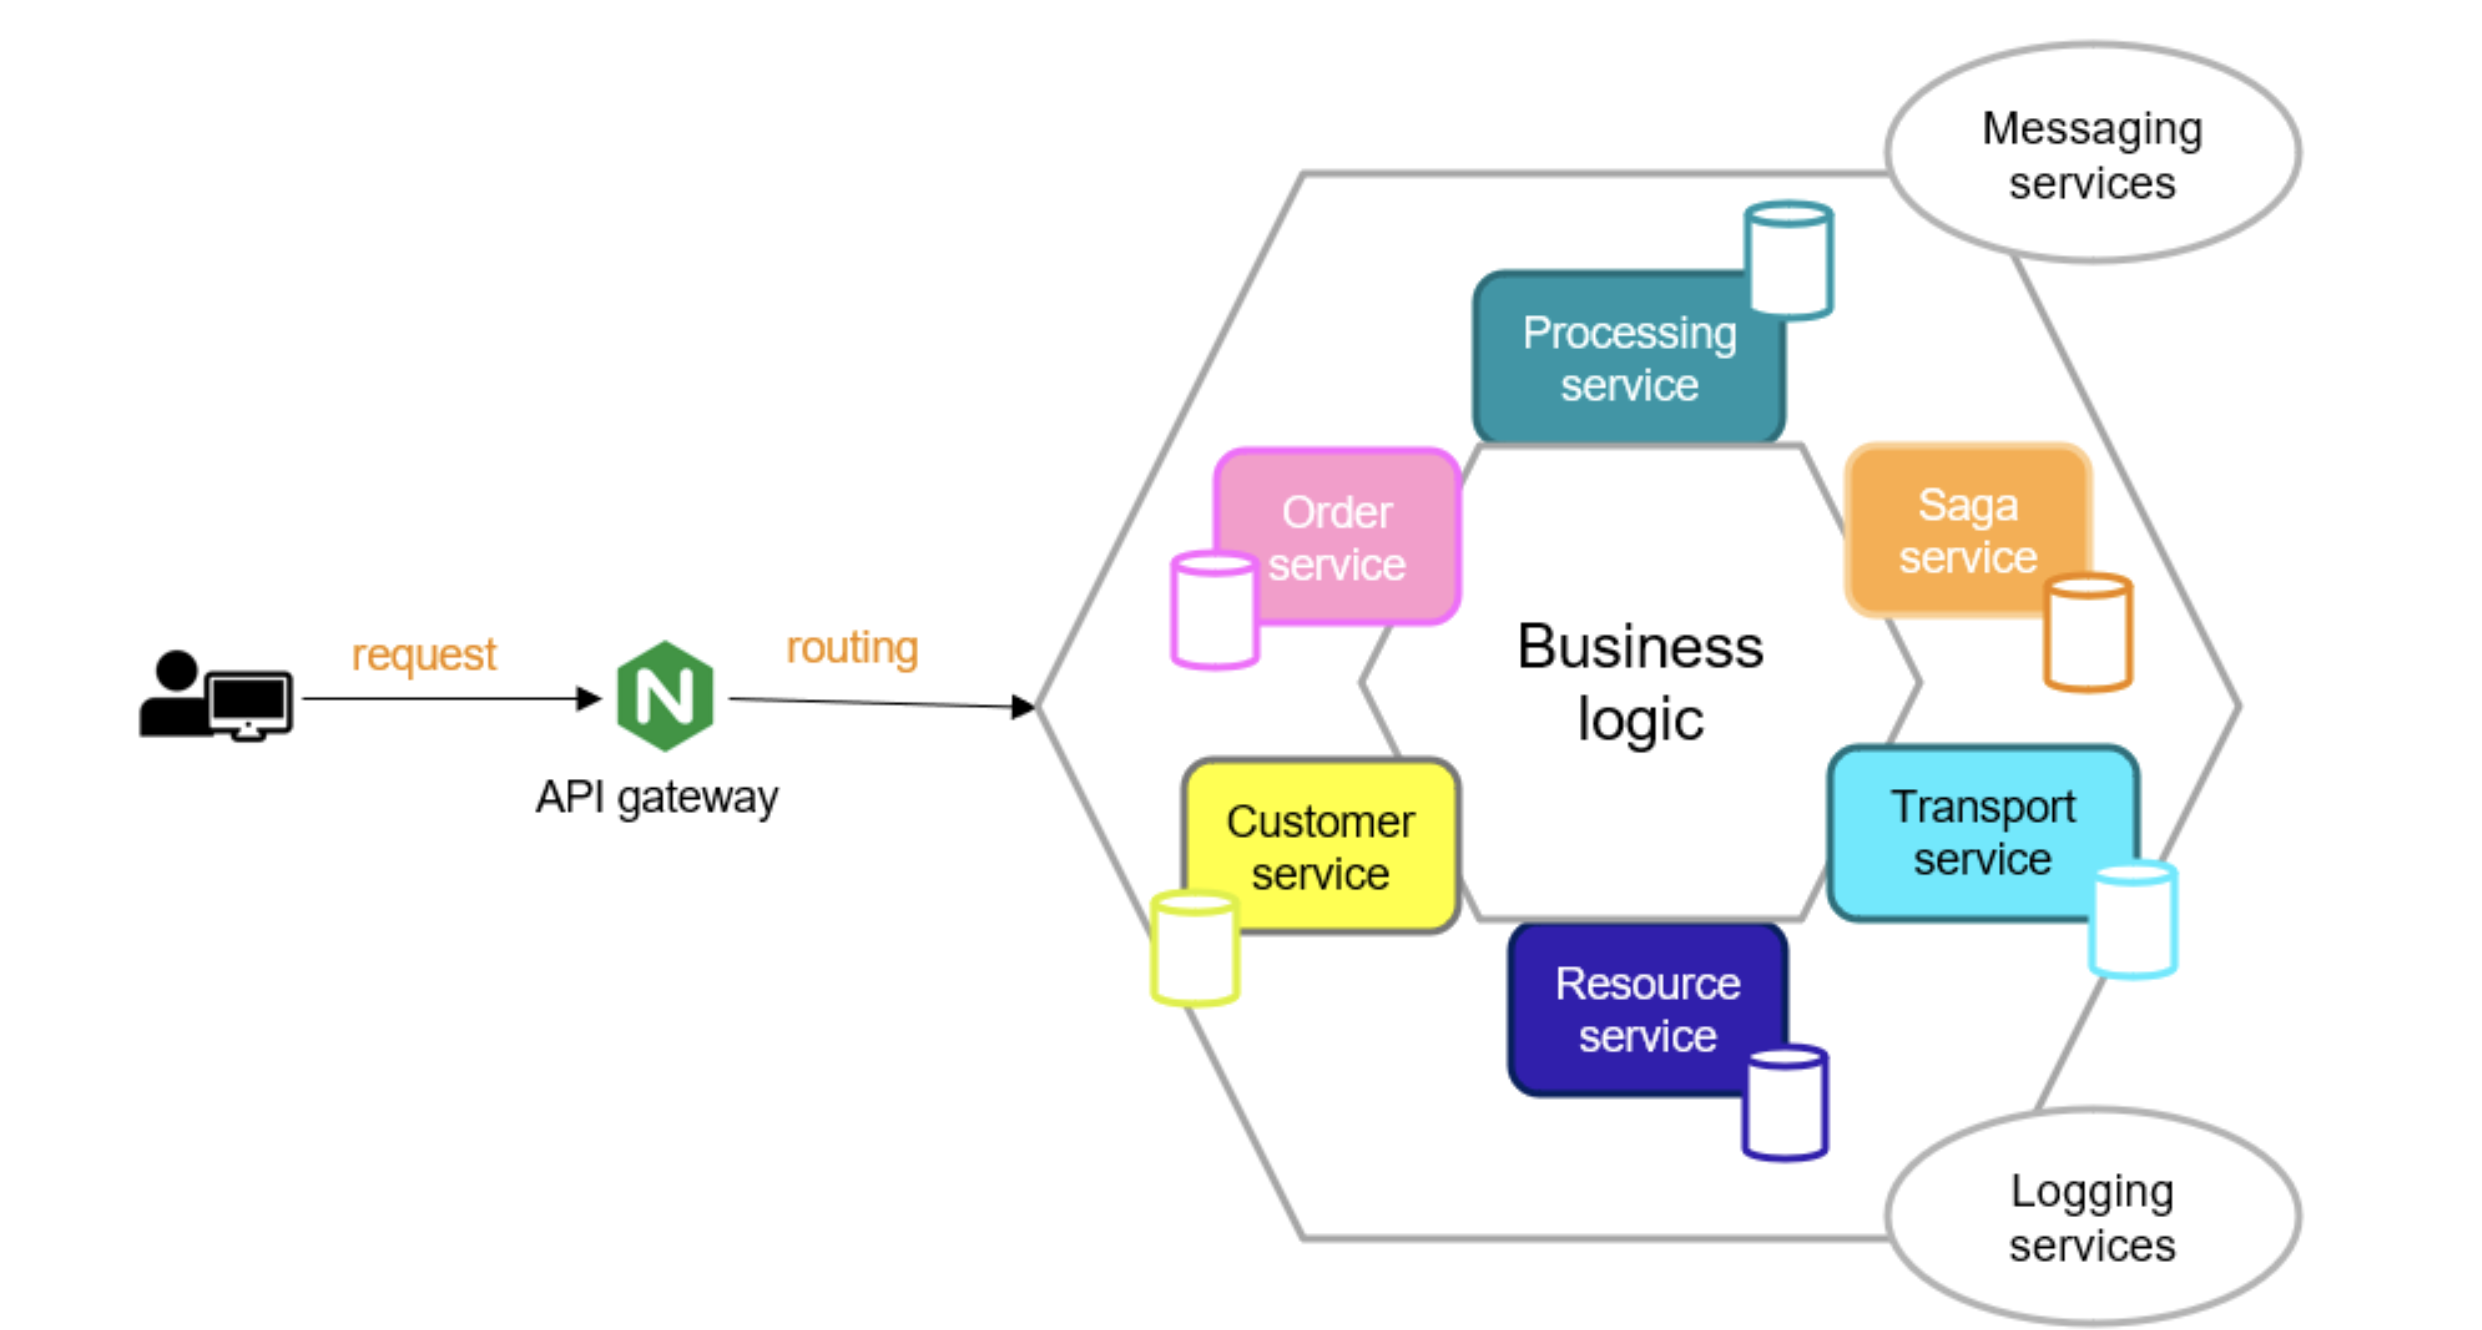 Messaging
services
Processing
service
Order
service
Saga
service
request
routing
N
API gateway
Business
logic
Customer
service
Transport
service
Resource
service
Logging
services